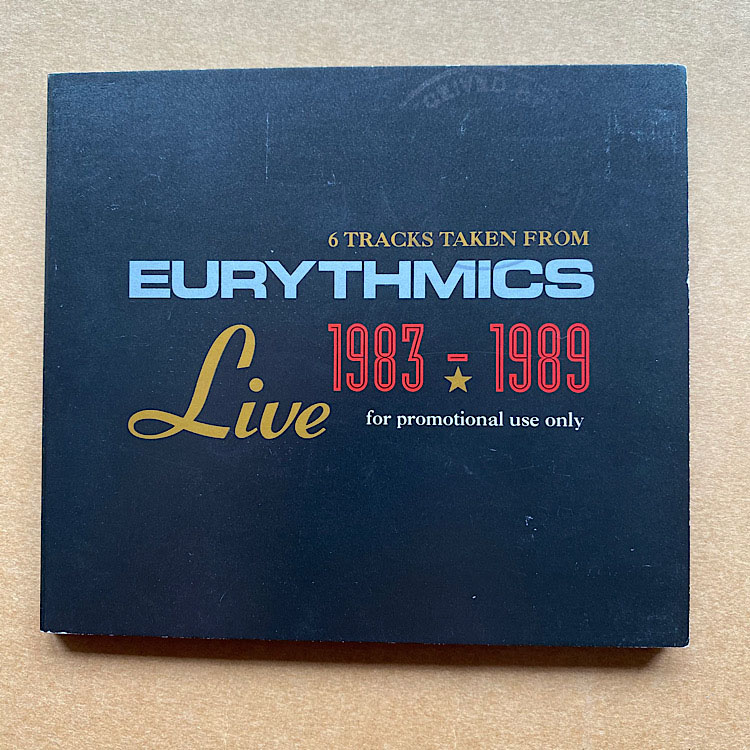 6 TRACKS TAKEN FROM
EURYTHMICS
Live 1983 - 1989
for promotional use only